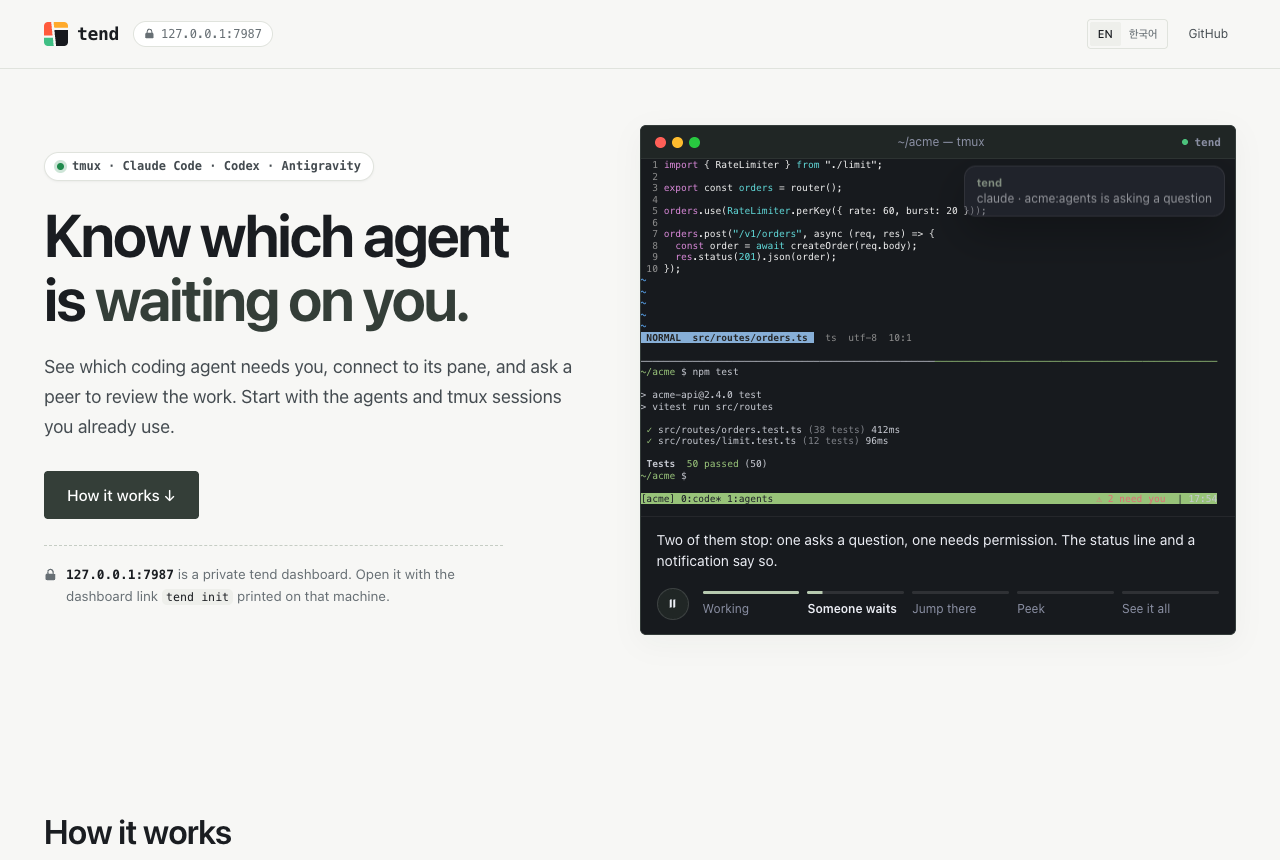 tend
127.0.0.1:7987
EN
한국어
GitHub
tmux · Claude Code · Codex · Antigravity
Know which agent
is waiting on you.
See which coding agent needs you, connect to its pane, and ask a
peer to review the work. Start with the agents and tmux sessions
you already use.
How it works ↓
127.0.0.1:7987 is a private tend dashboard. Open it with the
dashboard link tend init printed on that machine.
~/acme — tmux
tend
1 import { RateLimiter } from "./limit";
2
3 export const orders = router();
4
5 orders.use(RateLimiter.perKey({ rate: 60, burst: 20 }));
6
7 orders.post("/v1/orders", async (req, res) => {
8   const order = await createOrder(req.body);
9   res.status(201).json(order);
10 });
~
~
~
~
~
tend
claude · acme:agents is asking a question
NORMAL  src/routes/orders.ts   ts  utf-8  10:1
~/acme $ npm test
> acme-api@2.4.0 test
> vitest run src/routes
✓ src/routes/orders.test.ts (38 tests) 412ms
✓ src/routes/limit.test.ts (12 tests) 96ms
Tests  50 passed (50)
~/acme $
[acme] 0:code* 1:agents   ⚠ 2 need you  | 17:54
Two of them stop: one asks a question, one needs permission. The status line and a
notification say so.
Working
Someone waits
Jump there
Peek
See it all
How it works